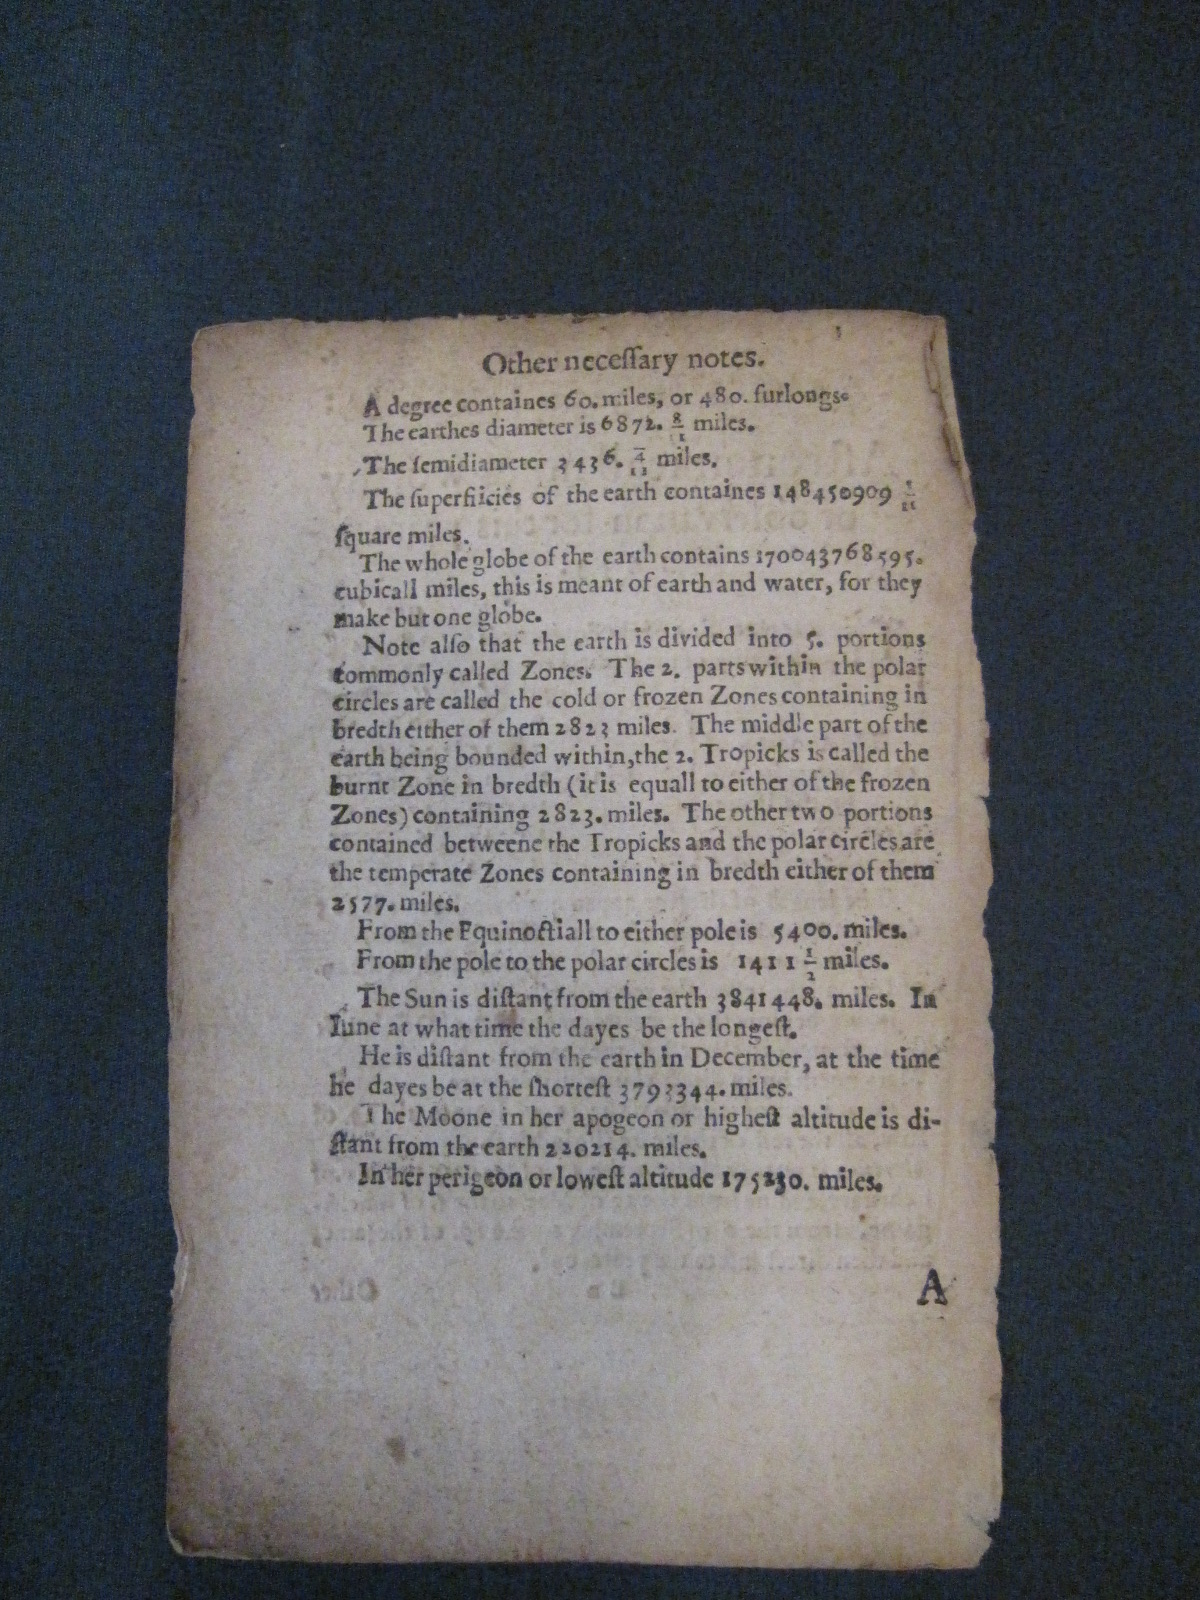 Other neceſſary notes.
A degree containes 60. miles, or 480. furlongs.
The earthes diameter is 6872. 8/1 miles.
The ſemidiameter 3436. 4/11 miles.
The ſuperficies of the earth containes 148450909 1/11
ſquare miles.
The whole globe of the earth contains 170043768595.
cubicall miles, this is meant of earth and water, for they
make but one globe.
Note alſo that the earth is divided into 5. portions
commonly called Zones. The 2. parts within the polar
circles are called the cold or frozen Zones containing in
bredth either of them 2823 miles. The middle part of the
earth being bounded within, the 2. Tropicks is called the
burnt Zone in bredth (it is equall to either of the frozen
Zones) containing 2823. miles. The other two portions
contained betweene the Tropicks and the polar circles are
the temperate Zones containing in bredth either of them
2577. miles.
From the Equinoctiall to either pole is 5400. miles.
From the pole to the polar circles is 1411 1/2 miles.
The Sun is diſtant from the earth 3841448. miles. In
Iune at what time the dayes be the longeſt.
He is diſtant from the earth in December, at the time
he dayes be at the ſhorteſt 3793344. miles.
The Moone in her apogeon or higheſt altitude is di-
ſtant from the earth 220214. miles.
In her perigeon or loweſt altitude 175230. miles.
A